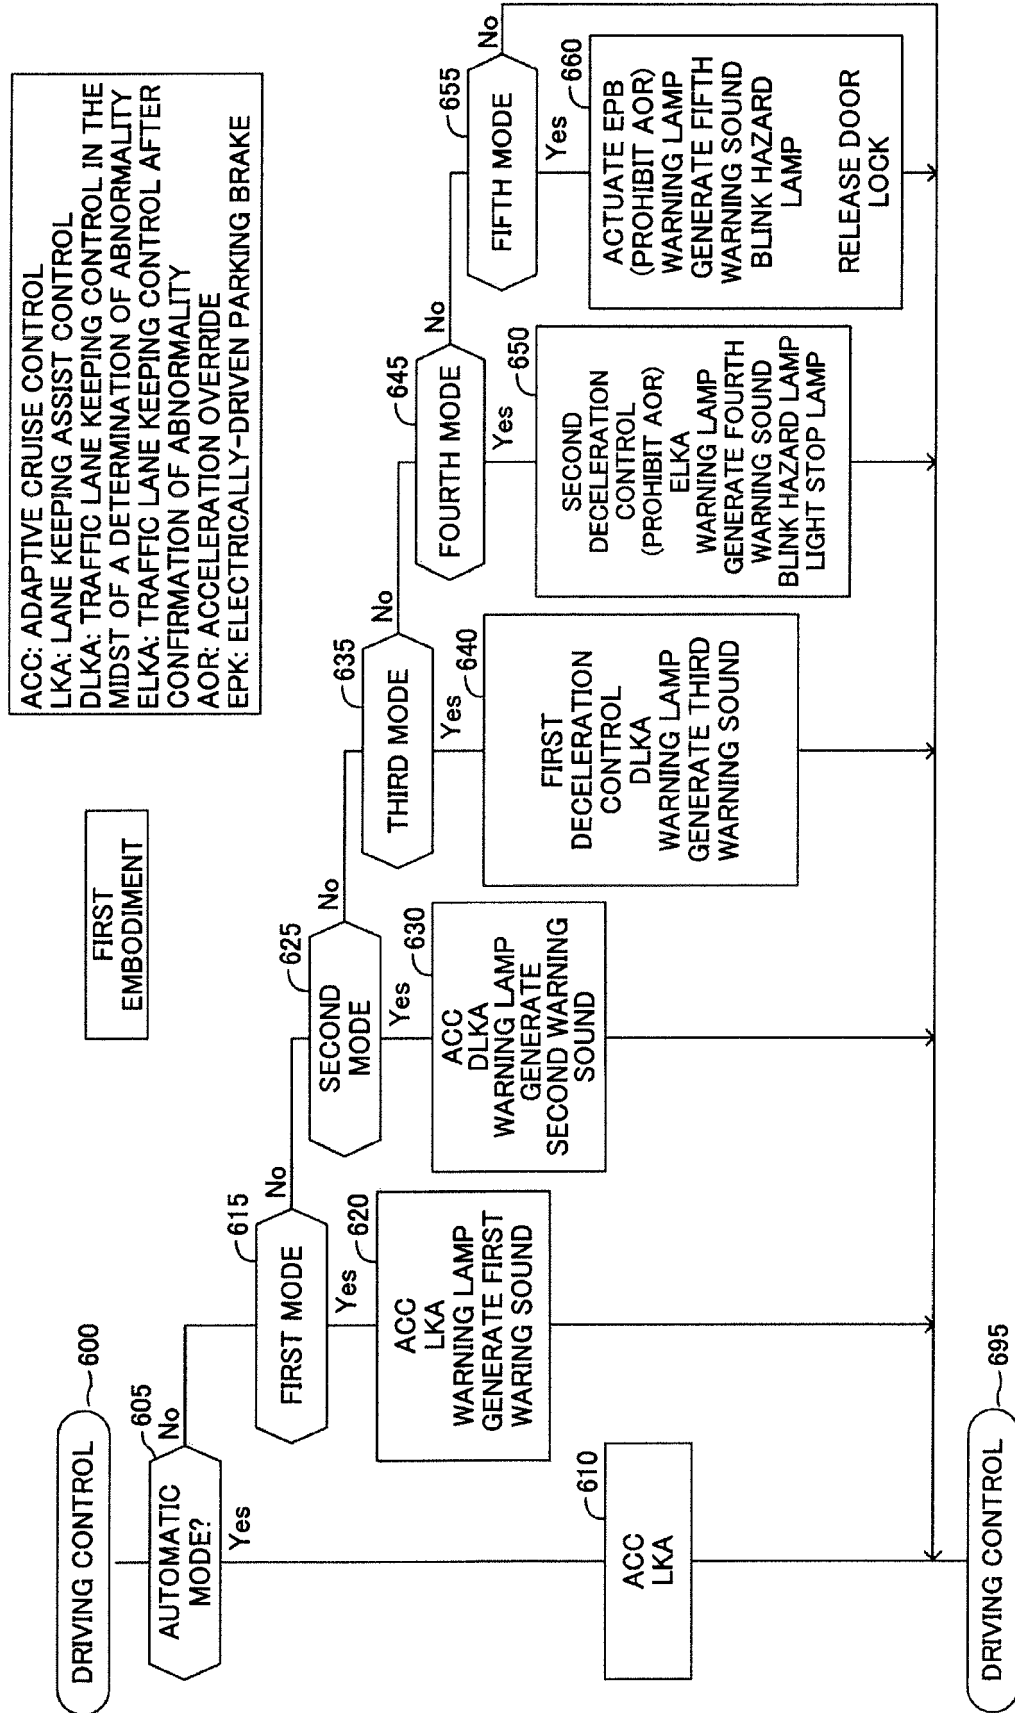 FIRST
EMBODIMENT
ACC: ADAPTIVE CRUISE CONTROL
LKA: LANE KEEPING ASSIST CONTROL
DLKA: TRAFFIC LANE KEEPING CONTROL IN THE
MIDST OF A DETERMINATION OF ABNORMALITY
ELKA: TRAFFIC LANE KEEPING CONTROL AFTER
CONFIRMATION OF ABNORMALITY
AOR: ACCELERATION OVERRIDE
EPK: ELECTRICALLY-DRIVEN PARKING BRAKE
DRIVING CONTROL
600
605
AUTOMATIC
MODE?
No
Yes
610
ACC
LKA
615
FIRST MODE
No
Yes
620
ACC
LKA
WARNING LAMP
GENERATE FIRST
WARING SOUND
625
SECOND
MODE
No
Yes
630
ACC
DLKA
WARNING LAMP
GENERATE
SECOND WARNING
SOUND
635
THIRD MODE
No
Yes
640
FIRST
DECELERATION
CONTROL
DLKA
WARNING LAMP
GENERATE THIRD
WARNING SOUND
645
FOURTH MODE
No
Yes
650
SECOND
DECELERATION
CONTROL
(PROHIBIT AOR)
ELKA
WARNING LAMP
GENERATE FOURTH
WARNING SOUND
BLINK HAZARD LAMP
LIGHT STOP LAMP
655
FIFTH MODE
No
Yes
660
ACTUATE EPB
(PROHIBIT AOR)
WARNING LAMP
GENERATE FIFTH
WARNING SOUND
BLINK HAZARD
LAMP
RELEASE DOOR
LOCK
DRIVING CONTROL
695